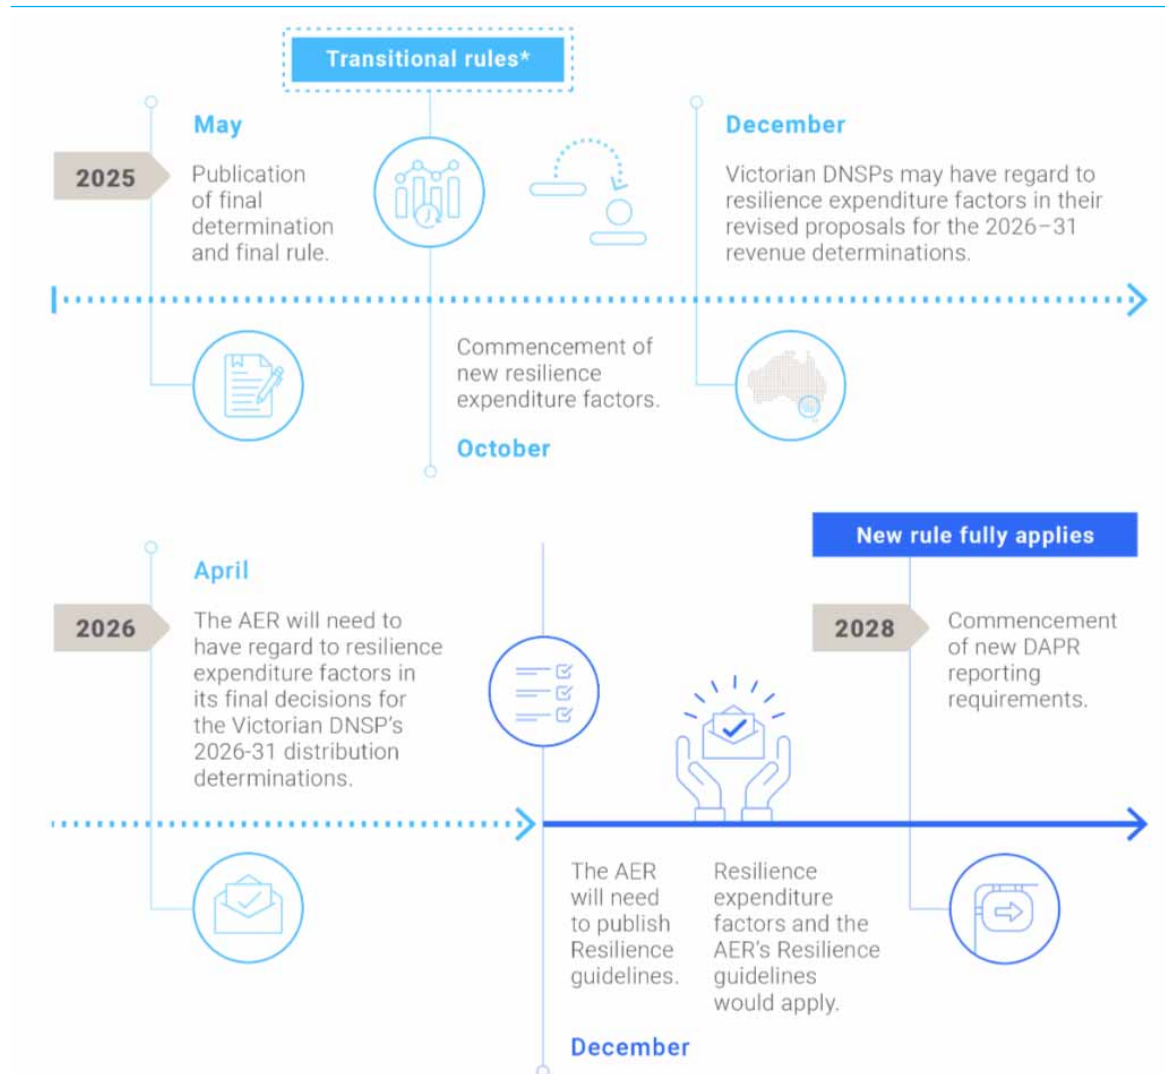 Transitional rules*
May
2025
Publication
of final
determination
and final rule.
December
Victorian DNSPs may have regard to
resilience expenditure factors in their
revised proposals for the 2026–31
revenue determinations.
Commencement of
new resilience
expenditure factors.
October
April
2026
The AER will need to
have regard to resilience
expenditure factors in
its final decisions for
the Victorian DNSP's
2026-31 distribution
determinations.
New rule fully applies
2028
Commencement
of new DAPR
reporting
requirements.
The AER
will need
to publish
Resilience
guidelines.
Resilience
expenditure
factors and the
AER's Resilience
guidelines
would apply.
December